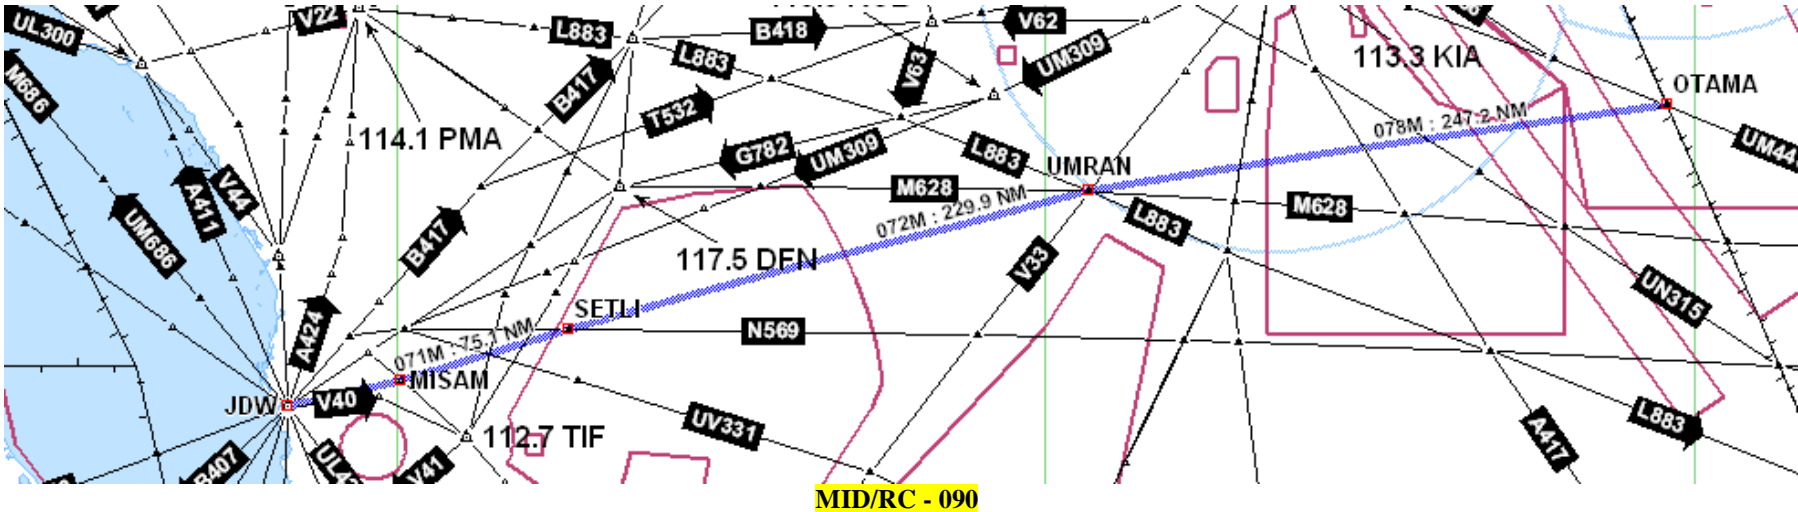 UL300
V22
L883
B418
V62
M686
B417
L883
V63
UM309
113.3 KIA
OTAMA
T532
114.1 PMA
078M : 247.2 NM
UM44
G782
UM309
L883
UMRAN
A411
V44
M628
M628
UM686
B417
072M : 229.9 NM
L883
117.5 DFN
V33
UN315
SETLI
A424
071M : 75.1 NM
N569
MISAM
JDW
V40
UV331
L883
A417
112.7 TIF
B407
V41
MID/RC - 090